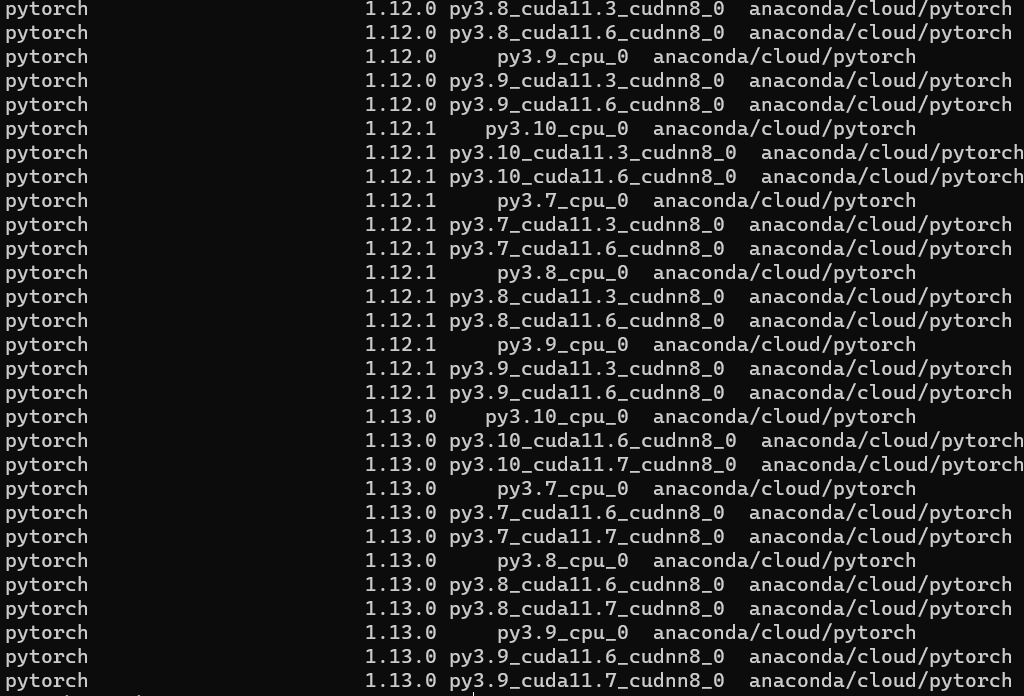 pytorch 1.12.0 py3.8_cuda11.3_cudnn8_0 anaconda/cloud/pytorch
pytorch 1.12.0 py3.8_cuda11.6_cudnn8_0 anaconda/cloud/pytorch
pytorch 1.12.0 py3.9_cpu_0 anaconda/cloud/pytorch
pytorch 1.12.0 py3.9_cuda11.3_cudnn8_0 anaconda/cloud/pytorch
pytorch 1.12.0 py3.9_cuda11.6_cudnn8_0 anaconda/cloud/pytorch
pytorch 1.12.1 py3.10_cpu_0 anaconda/cloud/pytorch
pytorch 1.12.1 py3.10_cuda11.3_cudnn8_0 anaconda/cloud/pytorch
pytorch 1.12.1 py3.10_cuda11.6_cudnn8_0 anaconda/cloud/pytorch
pytorch 1.12.1 py3.7_cpu_0 anaconda/cloud/pytorch
pytorch 1.12.1 py3.7_cuda11.3_cudnn8_0 anaconda/cloud/pytorch
pytorch 1.12.1 py3.7_cuda11.6_cudnn8_0 anaconda/cloud/pytorch
pytorch 1.12.1 py3.8_cpu_0 anaconda/cloud/pytorch
pytorch 1.12.1 py3.8_cuda11.3_cudnn8_0 anaconda/cloud/pytorch
pytorch 1.12.1 py3.8_cuda11.6_cudnn8_0 anaconda/cloud/pytorch
pytorch 1.12.1 py3.9_cpu_0 anaconda/cloud/pytorch
pytorch 1.12.1 py3.9_cuda11.3_cudnn8_0 anaconda/cloud/pytorch
pytorch 1.12.1 py3.9_cuda11.6_cudnn8_0 anaconda/cloud/pytorch
pytorch 1.13.0 py3.10_cpu_0 anaconda/cloud/pytorch
pytorch 1.13.0 py3.10_cuda11.6_cudnn8_0 anaconda/cloud/pytorch
pytorch 1.13.0 py3.10_cuda11.7_cudnn8_0 anaconda/cloud/pytorch
pytorch 1.13.0 py3.7_cpu_0 anaconda/cloud/pytorch
pytorch 1.13.0 py3.7_cuda11.6_cudnn8_0 anaconda/cloud/pytorch
pytorch 1.13.0 py3.7_cuda11.7_cudnn8_0 anaconda/cloud/pytorch
pytorch 1.13.0 py3.8_cpu_0 anaconda/cloud/pytorch
pytorch 1.13.0 py3.8_cuda11.6_cudnn8_0 anaconda/cloud/pytorch
pytorch 1.13.0 py3.8_cuda11.7_cudnn8_0 anaconda/cloud/pytorch
pytorch 1.13.0 py3.9_cpu_0 anaconda/cloud/pytorch
pytorch 1.13.0 py3.9_cuda11.6_cudnn8_0 anaconda/cloud/pytorch
pytorch 1.13.0 py3.9_cuda11.7_cudnn8_0 anaconda/cloud/pytorch